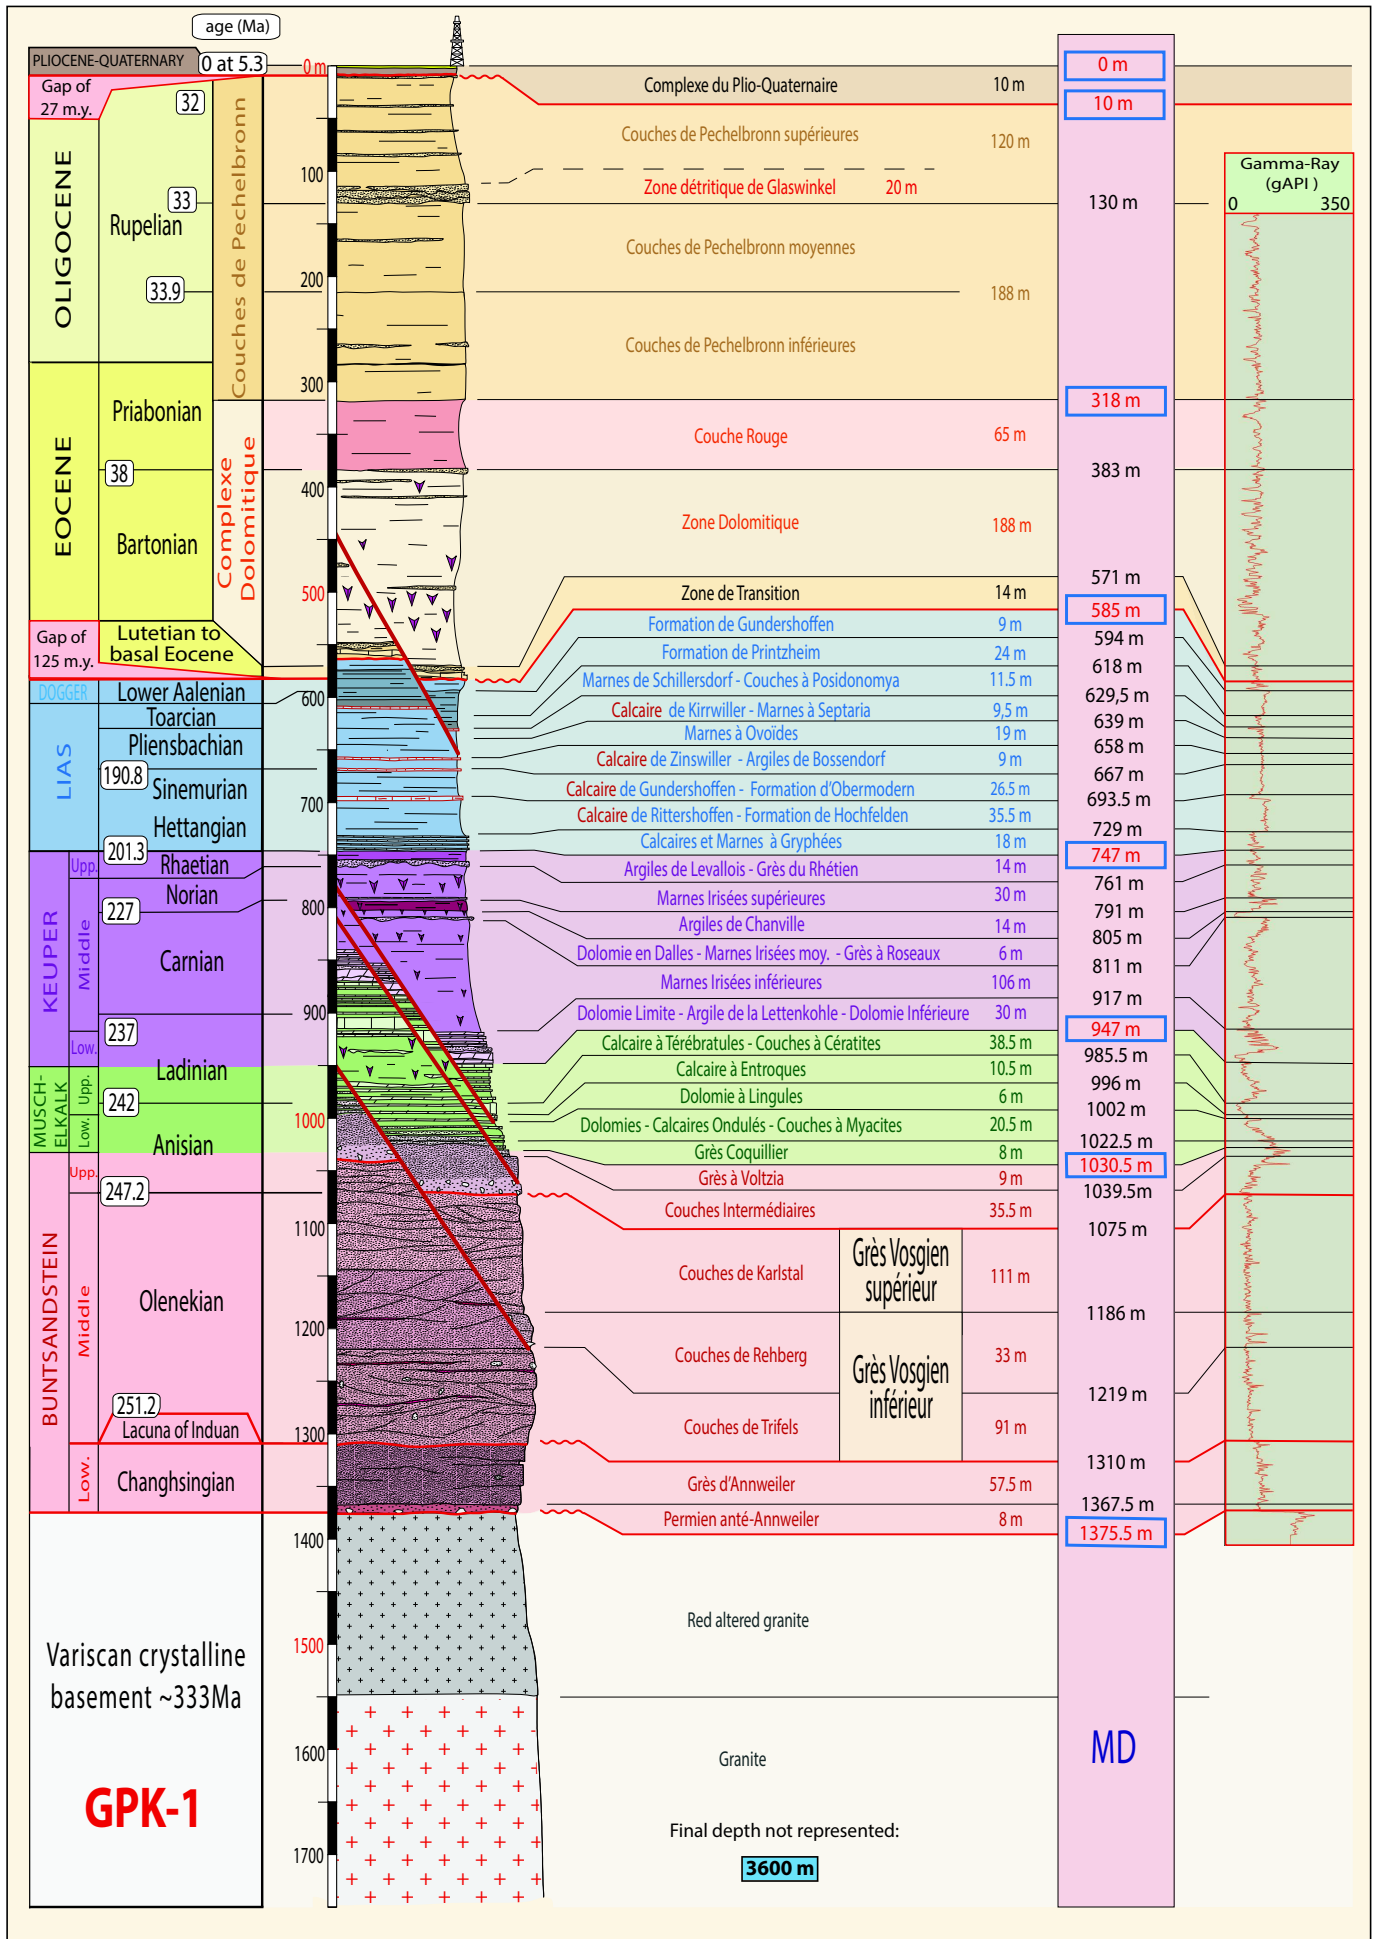 age (Ma)
PLIOCENE-QUATERNARY
0 at 5.3
Gap of
27 m.y.
32
33
33.9
OLIGOCENE
Rupelian
Couches de Pechelbronn
EOCENE
Priabonian
38
Bartonian
Complexe
Dolomitique
Gap of
125 m.y.
Lutetian to
basal Eocene
DOGGER
Lower Aalenian
LIAS
Toarcian
Pliensbachian
190.8
Sinemurian
Hettangian
201.3
KEUPER
Upp.
Middle
Low.
Rhaetian
Norian
227
Carnian
237
Ladinian
MUSCH-
ELKALK
Upp.
Low.
242
Anisian
BUNTSANDSTEIN
Upp.
Middle
Low.
247.2
Olenekian
251.2
Lacuna of Induan
Changhsingian
Variscan crystalline
basement ~333Ma
GPK-1
0 m
100
200
300
400
500
600
700
800
900
1000
1100
1200
1300
1400
1500
1600
1700
Complexe du Plio-Quaternaire 10 m
Couches de Pechelbronn supérieures 120 m
Zone détritique de Glaswinkel 20 m
Couches de Pechelbronn moyennes
188 m
Couches de Pechelbronn inférieures
Couche Rouge 65 m
Zone Dolomitique 188 m
Zone de Transition 14 m
Formation de Gundershoffen 9 m
Formation de Printzheim 24 m
Marnes de Schillersdorf - Couches à Posidonomya 11.5 m
Calcaire de Kirrwiller - Marnes à Septaria 9,5 m
Marnes à Ovoïdes 19 m
Calcaire de Zinswiller - Argiles de Bossendorf 9 m
Calcaire de Gundershoffen - Formation d'Obermodern 26.5 m
Calcaire de Rittershoffen - Formation de Hochfelden 35.5 m
Calcaires et Marnes à Gryphées 18 m
Argiles de Levallois - Grès du Rhétien 14 m
Marnes Irisées supérieures 30 m
Argiles de Chanville 14 m
Dolomie en Dalles - Marnes Irisées moy. - Grès à Roseaux 6 m
Marnes Irisées inférieures 106 m
Dolomie Limite - Argile de la Lettenkohle - Dolomie Inférieure 30 m
Calcaire à Térébratules - Couches à Cératites 38.5 m
Calcaire à Entroques 10.5 m
Dolomie à Lingules 6 m
Dolomies - Calcaires Ondulés - Couches à Myacites 20.5 m
Grès Coquillier 8 m
Grès à Voltzia 9 m
Couches Intermédiaires 35.5 m
Couches de Karlstal 111 m
Grès Vosgien
supérieur
Couches de Rehberg 33 m
Grès Vosgien
inférieur
Couches de Trifels 91 m
Grès d'Annweiler 57.5 m
Permien anté-Annweiler 8 m
Red altered granite
Granite
Final depth not represented:
3600 m
0 m
10 m
130 m
318 m
383 m
571 m
585 m
594 m
618 m
629,5 m
639 m
658 m
667 m
693.5 m
729 m
747 m
761 m
791 m
805 m
811 m
917 m
947 m
985.5 m
996 m
1002 m
1022.5 m
1030.5 m
1039.5m
1075 m
1186 m
1219 m
1310 m
1367.5 m
1375.5 m
MD
Gamma-Ray
(gAPI )
0 350